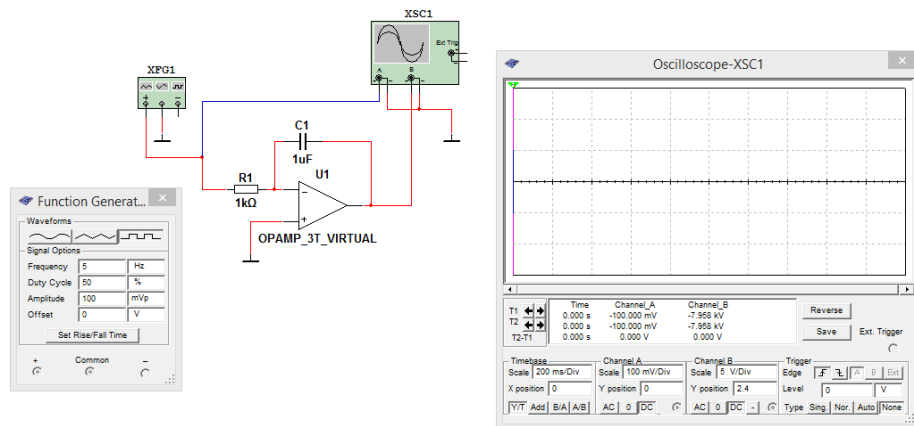 XSC1
Ext Trig
A B
XFG1
C1
1uF
R1
1kΩ
U1
OPAMP_3T_VIRTUAL
Function Generat... ×
Waveforms
Signal Options
Frequency 5 Hz
Duty Cycle 50 %
Amplitude 100 mVp
Offset 0 V
Set Rise/Fall Time
+ Common −
Oscilloscope-XSC1 ×
Time Channel_A Channel_B
T1 0.000 s -100.000 mV -7.958 kV
T2 0.000 s -100.000 mV -7.958 kV
T2-T1 0.000 s 0.000 V 0.000 V
Reverse
Save
Ext. Trigger
Timebase Channel A Channel B Trigger
Scale 200 ms/Div Scale 100 mV/Div Scale 5 V/Div Edge A B Ext
X position 0 Y position 0 Y position 2.4 Level 0 V
Y/T Add B/A A/B AC 0 DC AC 0 DC - Type Sing. Nor. Auto None